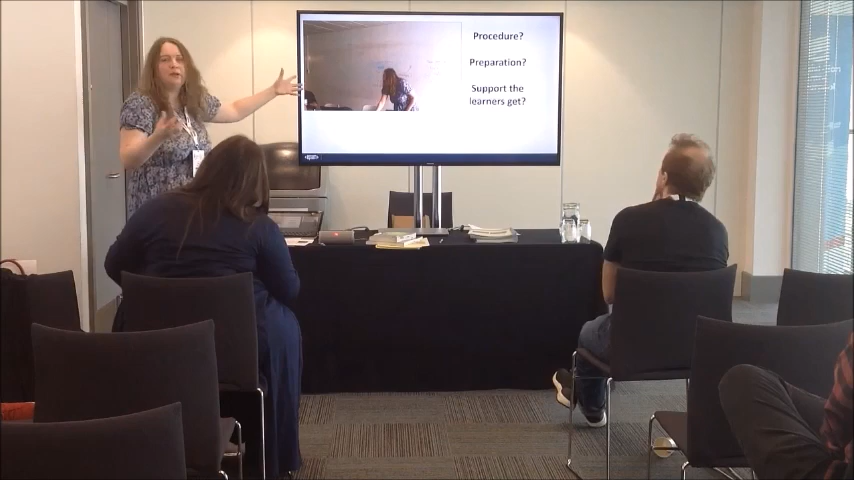 Procedure?
Preparation?
Support the
learners get?